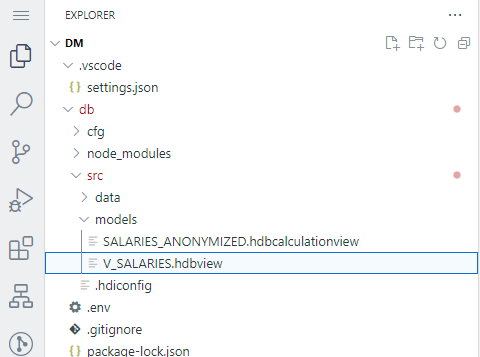 EXPLORER
DM
.vscode
settings.json
db
cfg
node_modules
src
data
models
SALARIES_ANONYMIZED.hdbcalculationview
V_SALARIES.hdbview
.hdiconfig
.env
.gitignore
package-lock.json